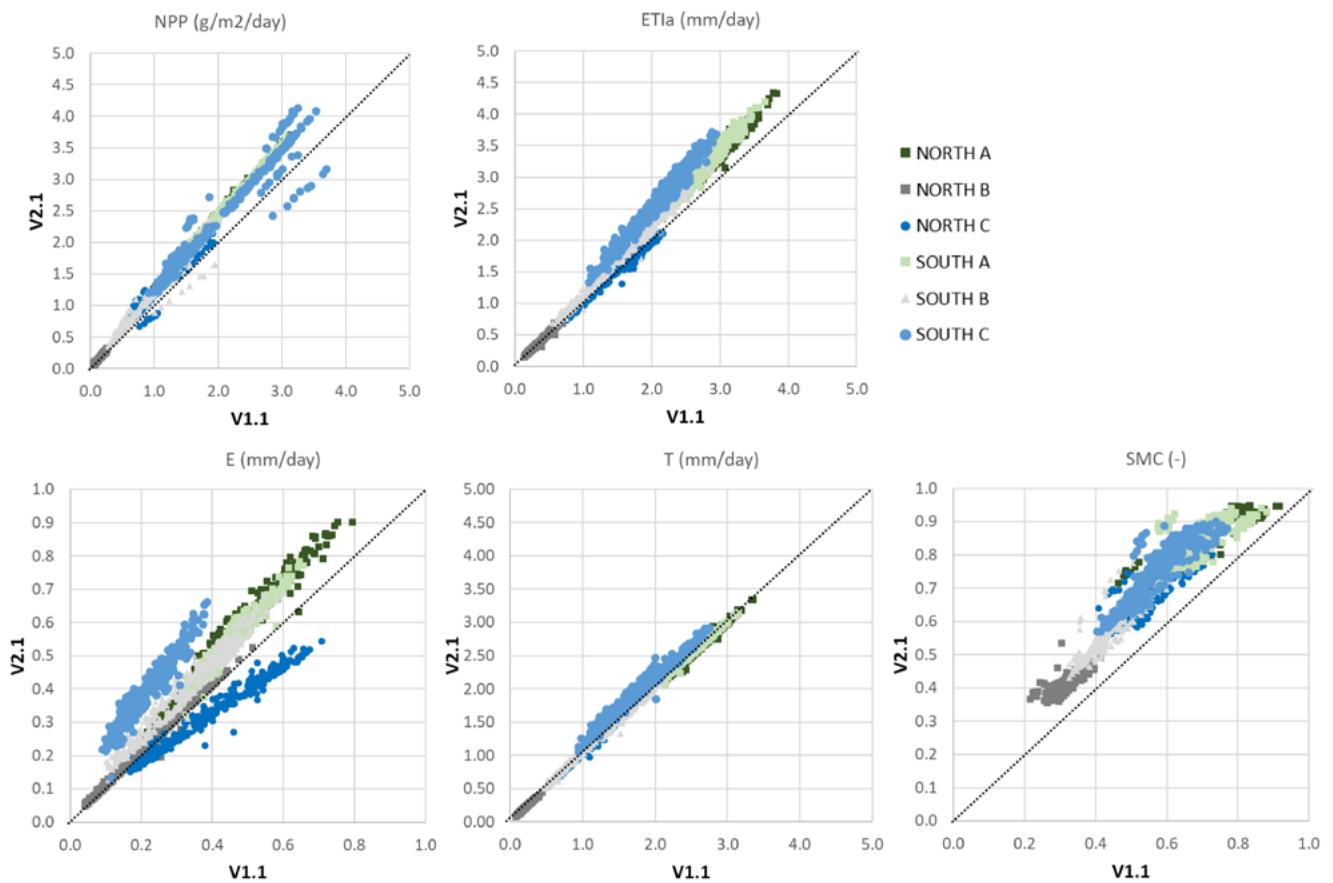 NPP (g/m2/day)
5.0
4.5
4.0
3.5
3.0
2.5
2.0
1.5
1.0
0.5
0.0
0.0 1.0 2.0 3.0 4.0 5.0
V2.1
V1.1
ETIa (mm/day)
5.0
4.5
4.0
3.5
3.0
2.5
2.0
1.5
1.0
0.5
0.0
0.0 1.0 2.0 3.0 4.0 5.0
V2.1
V1.1
NORTH A
NORTH B
NORTH C
SOUTH A
SOUTH B
SOUTH C
E (mm/day)
1.0
0.9
0.8
0.7
0.6
0.5
0.4
0.3
0.2
0.1
0.0
0.0 0.2 0.4 0.6 0.8 1.0
V2.1
V1.1
T (mm/day)
5.00
4.50
4.00
3.50
3.00
2.50
2.00
1.50
1.00
0.50
0.00
0.0 1.0 2.0 3.0 4.0 5.0
V2.1
V1.1
SMC (-)
1.0
0.9
0.8
0.7
0.6
0.5
0.4
0.3
0.2
0.1
0.0
0.0 0.2 0.4 0.6 0.8 1.0
V2.1
V1.1